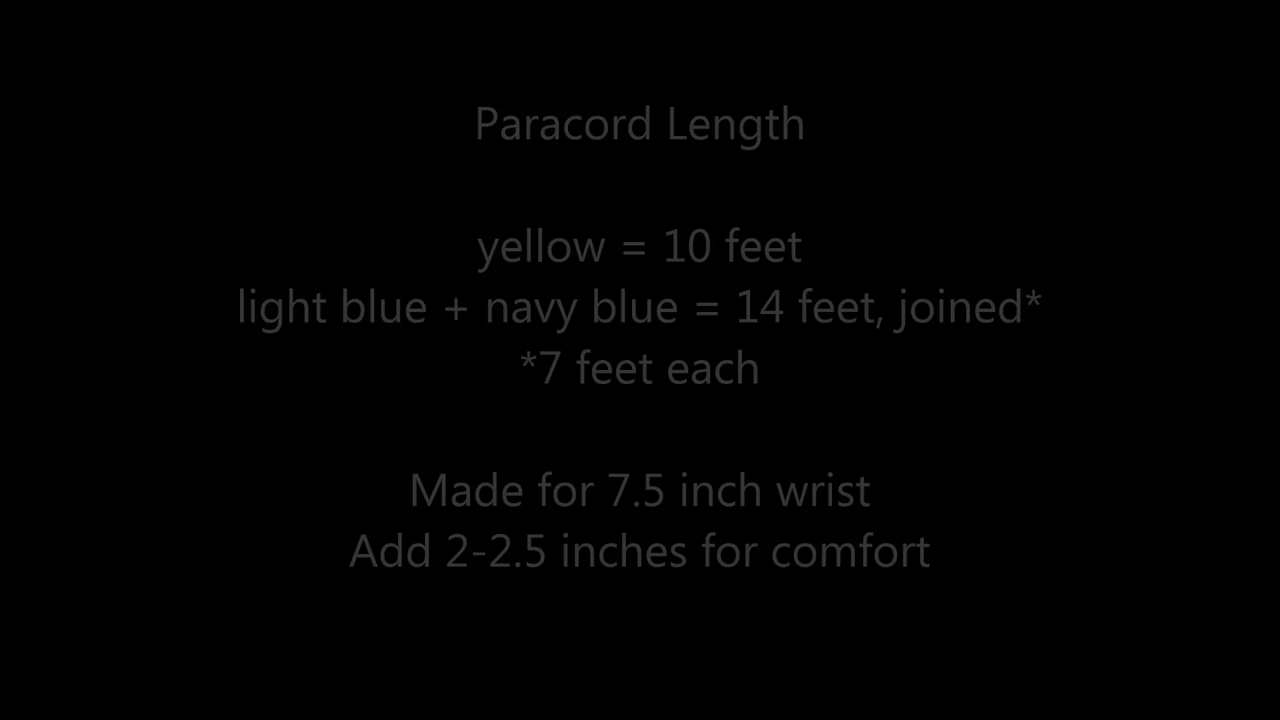 Paracord Length
yellow = 10 feet
light blue + navy blue = 14 feet, joined*
*7 feet each
Made for 7.5 inch wrist
Add 2-2.5 inches for comfort